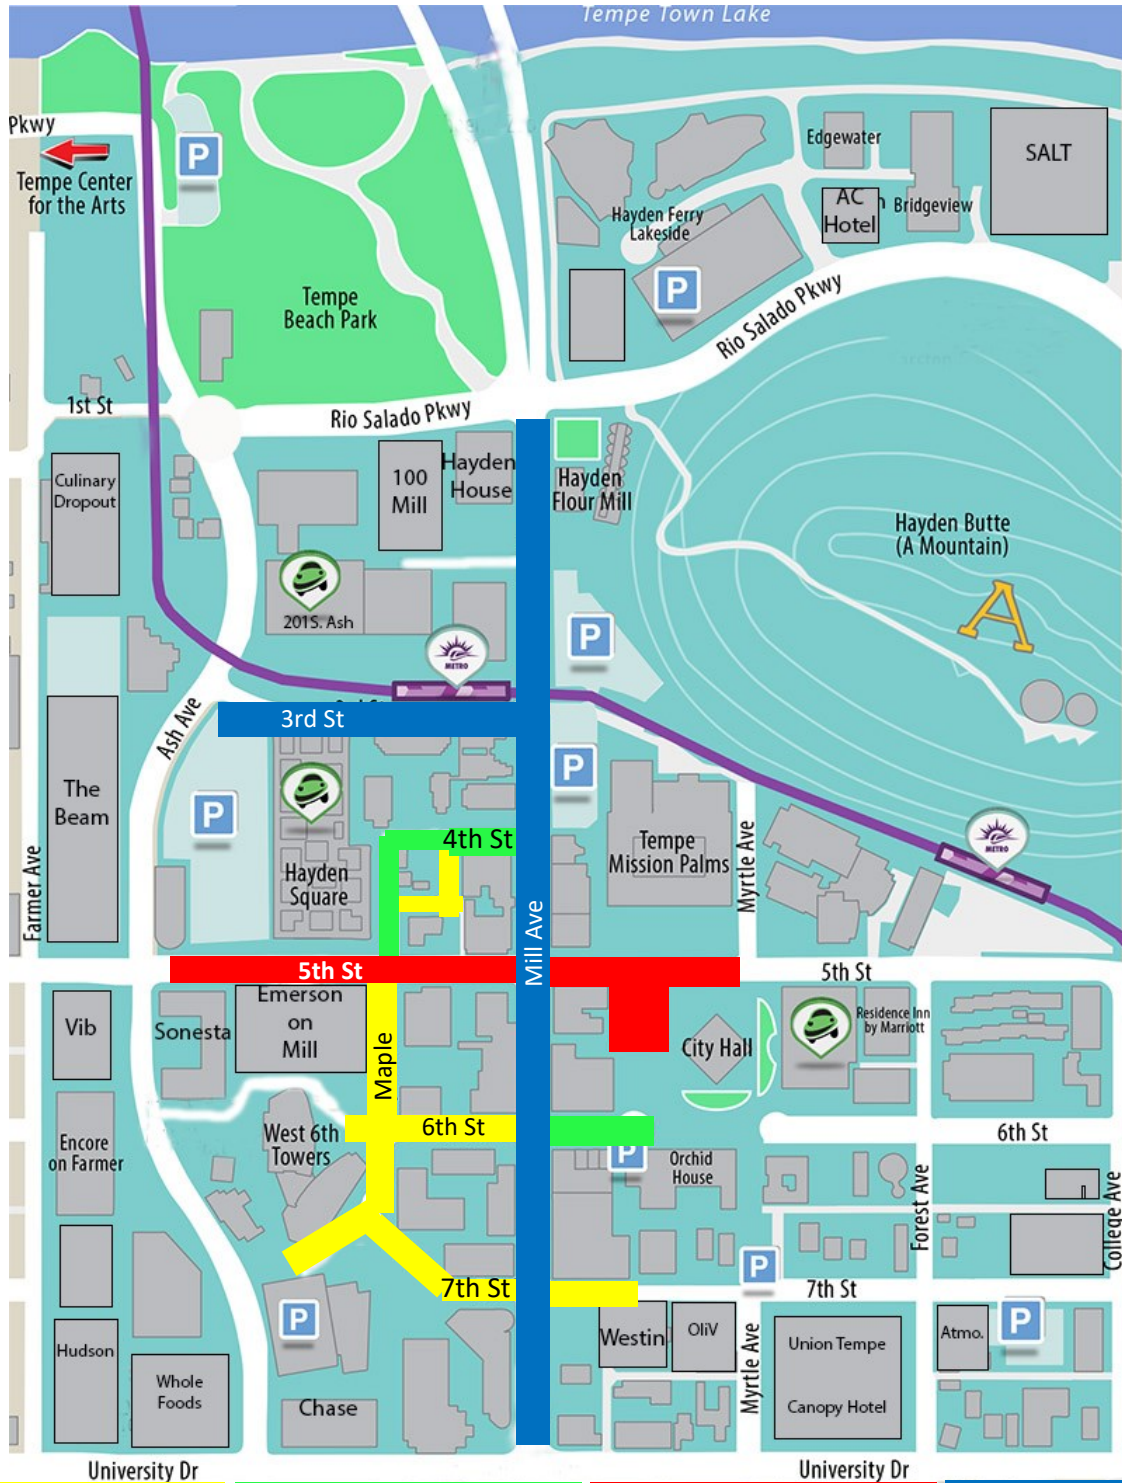 Tempe Town Lake
Pkwy
Tempe Center
for the Arts
P
Edgewater
SALT
AC
Hotel
Bridgeview
Hayden Ferry
Lakeside
P
Tempe
Beach Park
Rio Salado Pkwy
1st St
Rio Salado Pkwy
Culinary
Dropout
100
Mill
Hayden
House
Hayden
Flour Mill
Hayden Butte
(A Mountain)
A
201S. Ash
METRO
P
3rd St
Ash Ave
The
Beam
P
P
4th St
Tempe
Mission Palms
Myrtle Ave
METRO
Hayden
Square
Farmer Ave
Mill Ave
5th St
5th St
Vib
Sonesta
Emerson
on
Mill
Maple
City Hall
Residence Inn
by Marriott
6th St
6th St
West 6th
Towers
P
Encore
on Farmer
Orchid
House
Forest Ave
College Ave
P
7th St
7th St
P
Hudson
Whole
Foods
Chase
Westin
OliV
Myrtle Ave
Union Tempe
Canopy Hotel
Atmo.
P
University Dr
University Dr